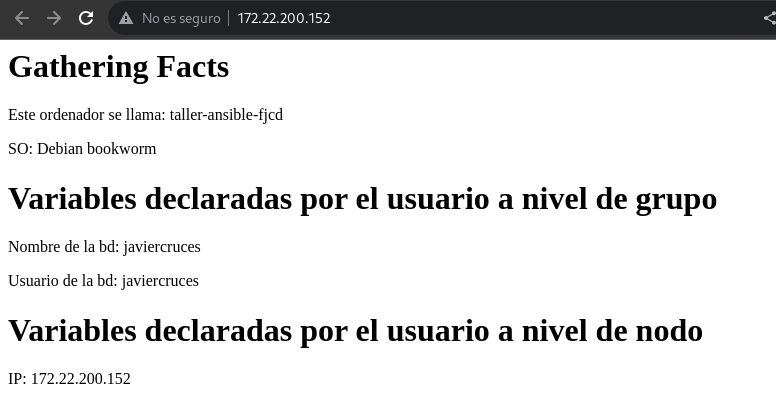 No es seguro 172.22.200.152
Gathering Facts
Este ordenador se llama: taller-ansible-fjcd
SO: Debian bookworm
Variables declaradas por el usuario a nivel de grupo
Nombre de la bd: javiercruces
Usuario de la bd: javiercruces
Variables declaradas por el usuario a nivel de nodo
IP: 172.22.200.152